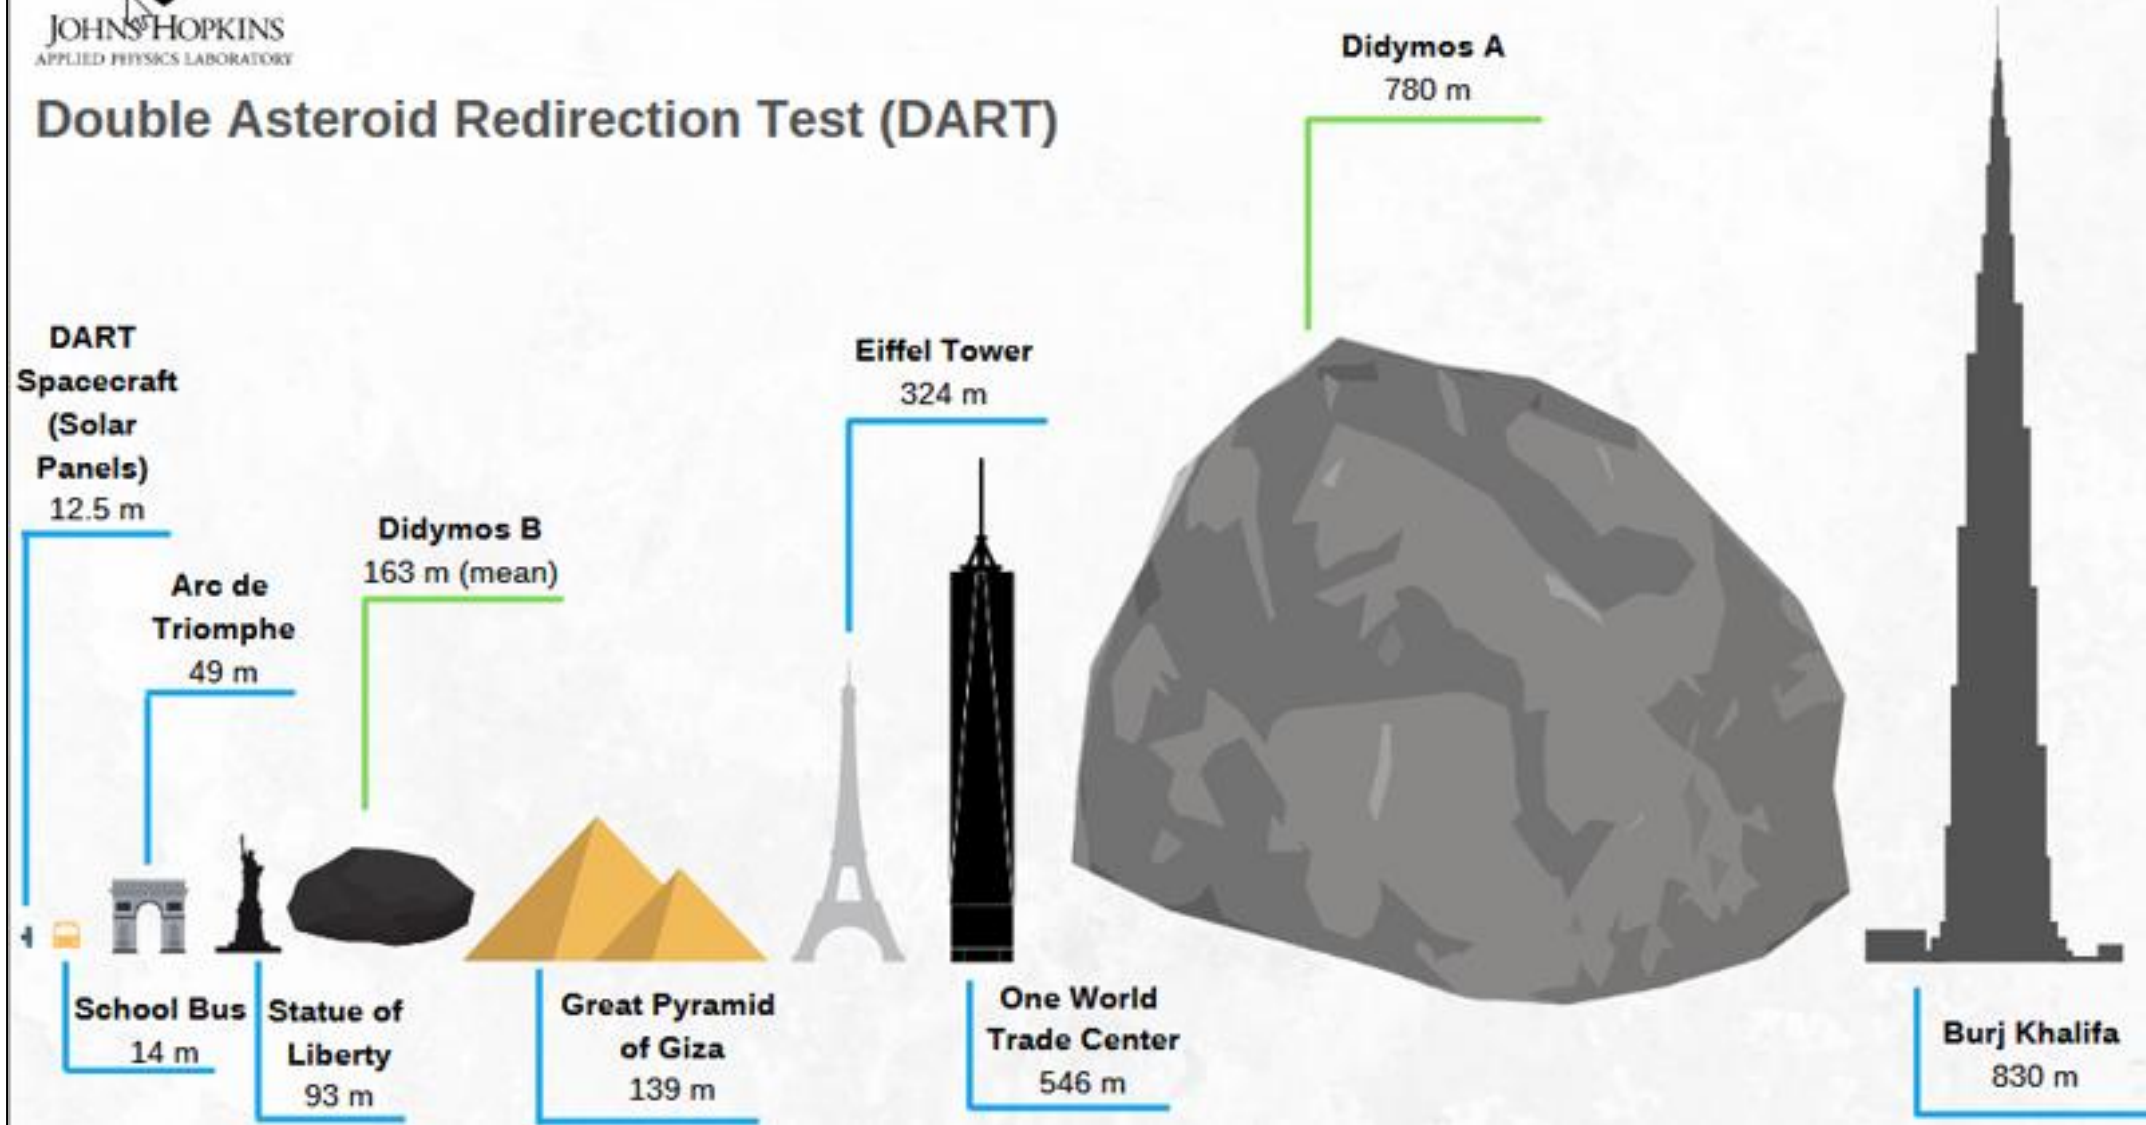 JOHNS HOPKINS
APPLIED PHYSICS LABORATORY
Double Asteroid Redirection Test (DART)
DART
Spacecraft
(Solar
Panels)
12.5 m
School Bus
14 m
Arc de
Triomphe
49 m
Statue of
Liberty
93 m
Didymos B
163 m (mean)
Great Pyramid
of Giza
139 m
Eiffel Tower
324 m
One World
Trade Center
546 m
Didymos A
780 m
Burj Khalifa
830 m